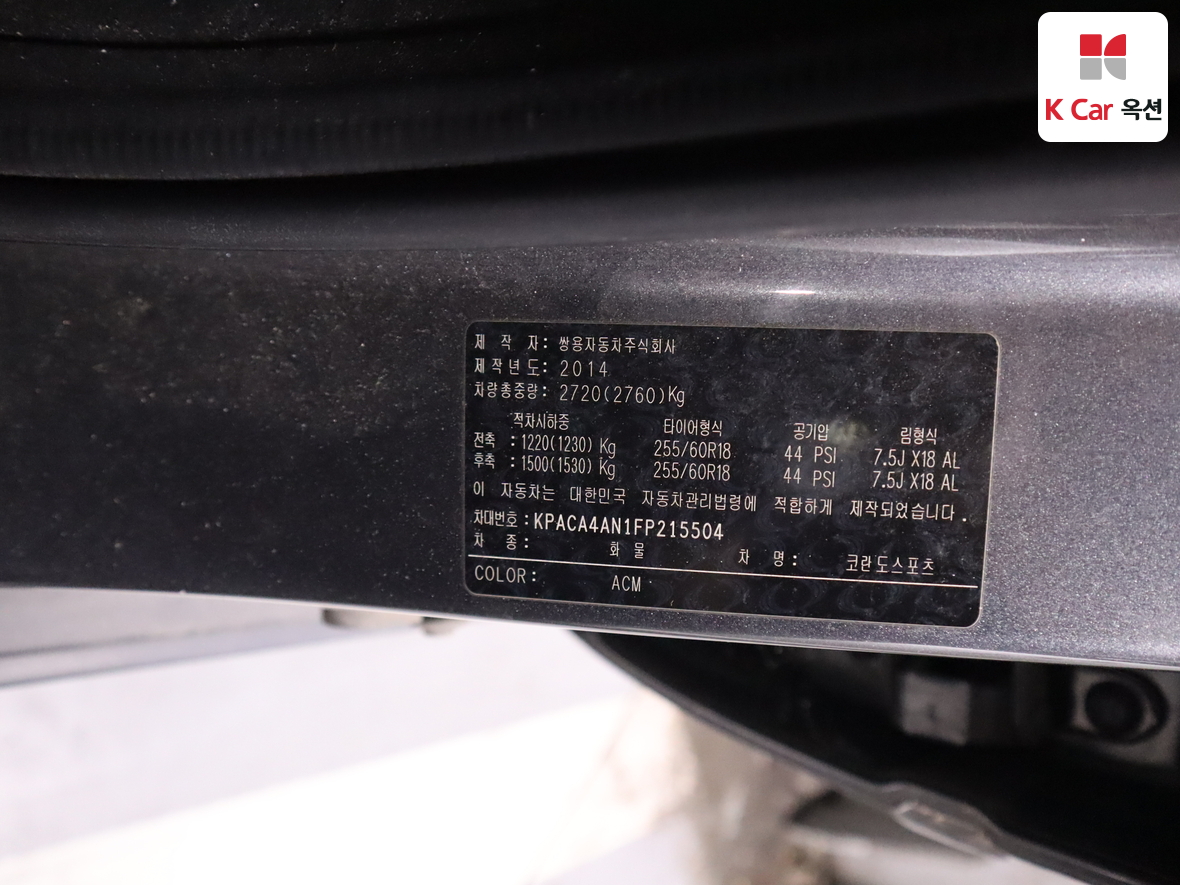 K Car 옥션
제 작 자 : 쌍용자동차주식회사
제 작 년 도 : 2014
차량총중량 : 2720(2760)Kg
적차시하중 타이어형식 공기압 림형식
전축 : 1220(1230) Kg 255/60R18 44 PSI 7.5J X18 AL
후축 : 1500(1530) Kg 255/60R18 44 PSI 7.5J X18 AL
이 자동차는 대한민국 자동차관리법령에 적합하게 제작되었습니다.
차대번호 : KPACA4AN1FP215504
차 종 : 화 물 차 명 : 코란도스포츠
COLOR : ACM